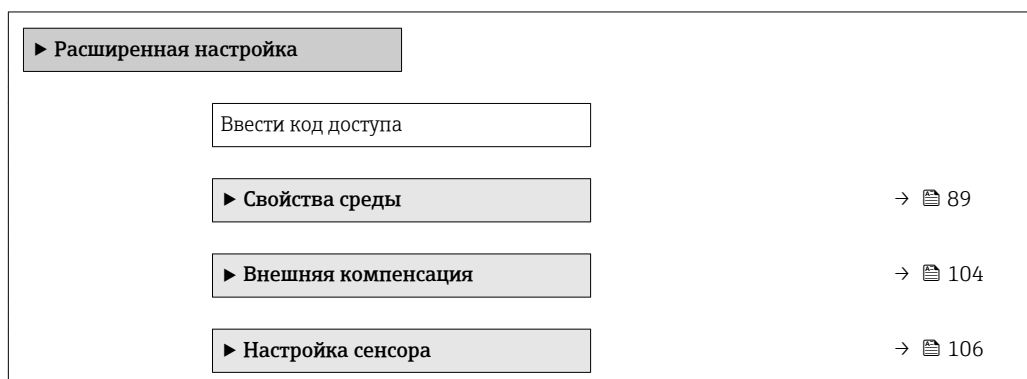 ▶ Расширенная настройка
Ввести код доступа
▶ Свойства среды → 89
▶ Внешняя компенсация → 104
▶ Настройка сенсора → 106